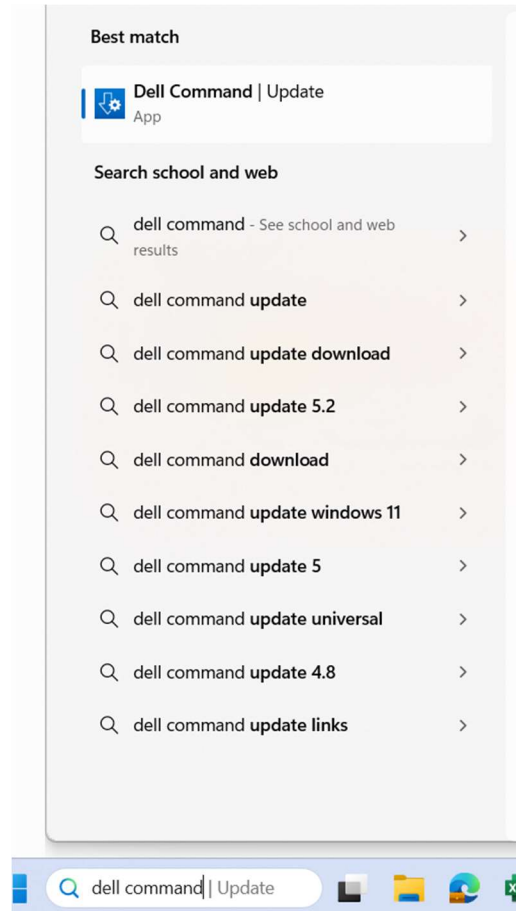 Best match
Dell Command | Update
App
Search school and web
dell command - See school and web
results
dell command update
dell command update download
dell command update 5.2
dell command download
dell command update windows 11
dell command update 5
dell command update universal
dell command update 4.8
dell command update links
dell command | Update